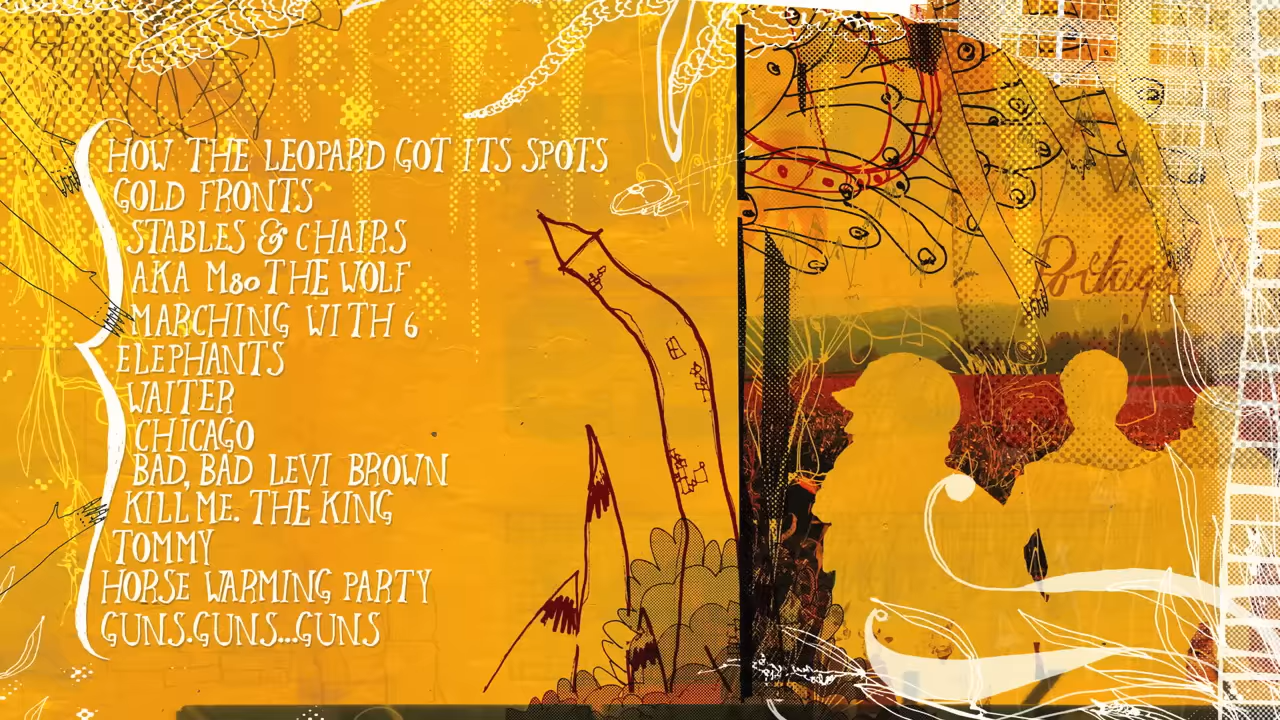 HOW THE LEOPARD GOT ITS SPOTS
GOLD FRONTS
STABLES & CHAIRS
AKA M80 THE WOLF
MARCHING WITH 6
ELEPHANTS
WAITER
CHICAGO
BAD, BAD LEVI BROWN
KILL ME. THE KING
TOMMY
HORSE WARMING PARTY
GUNS.GUNS...GUNS